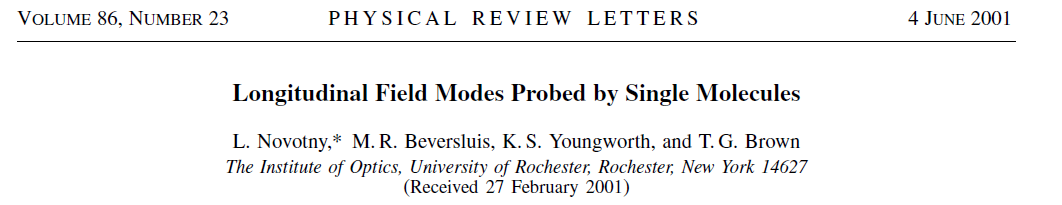 VOLUME 86, NUMBER 23 PHYSICAL REVIEW LETTERS 4 JUNE 2001
Longitudinal Field Modes Probed by Single Molecules
L. Novotny,* M. R. Beversluis, K. S. Youngworth, and T. G. Brown
The Institute of Optics, University of Rochester, Rochester, New York 14627
(Received 27 February 2001)